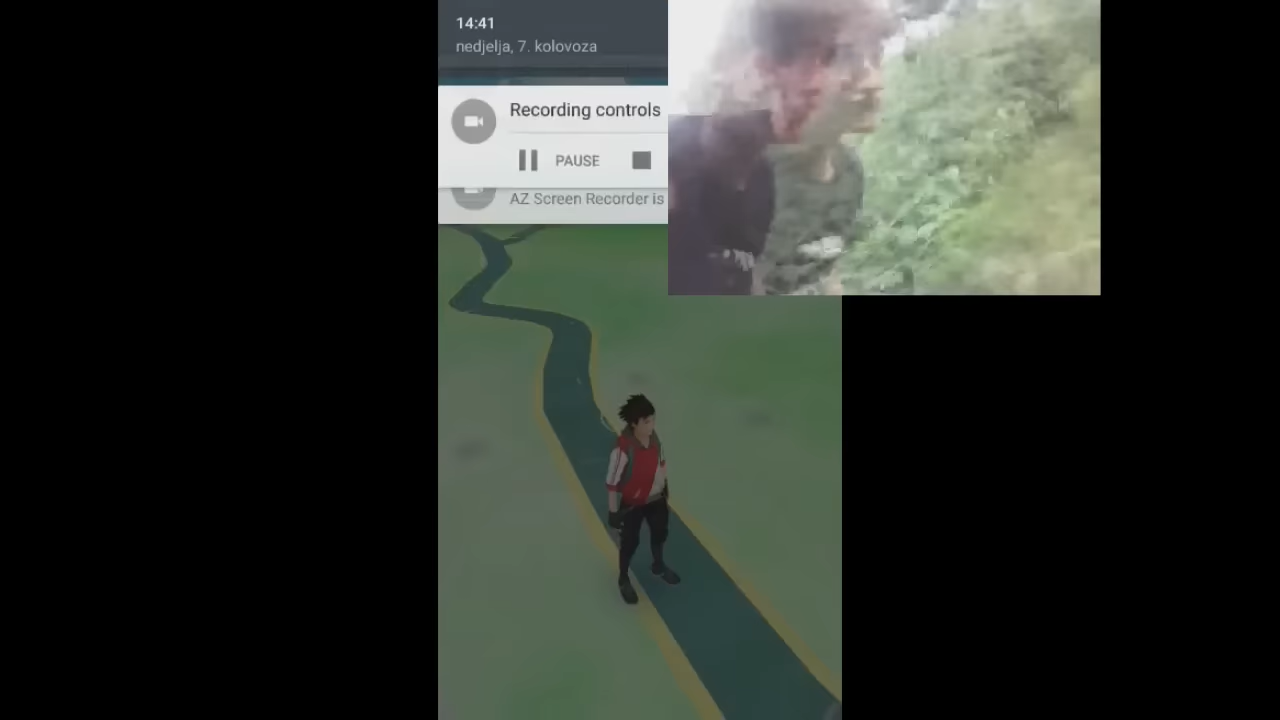 14:41
nedjelja, 7. kolovoza
Recording controls
PAUSE
AZ Screen Recorder is